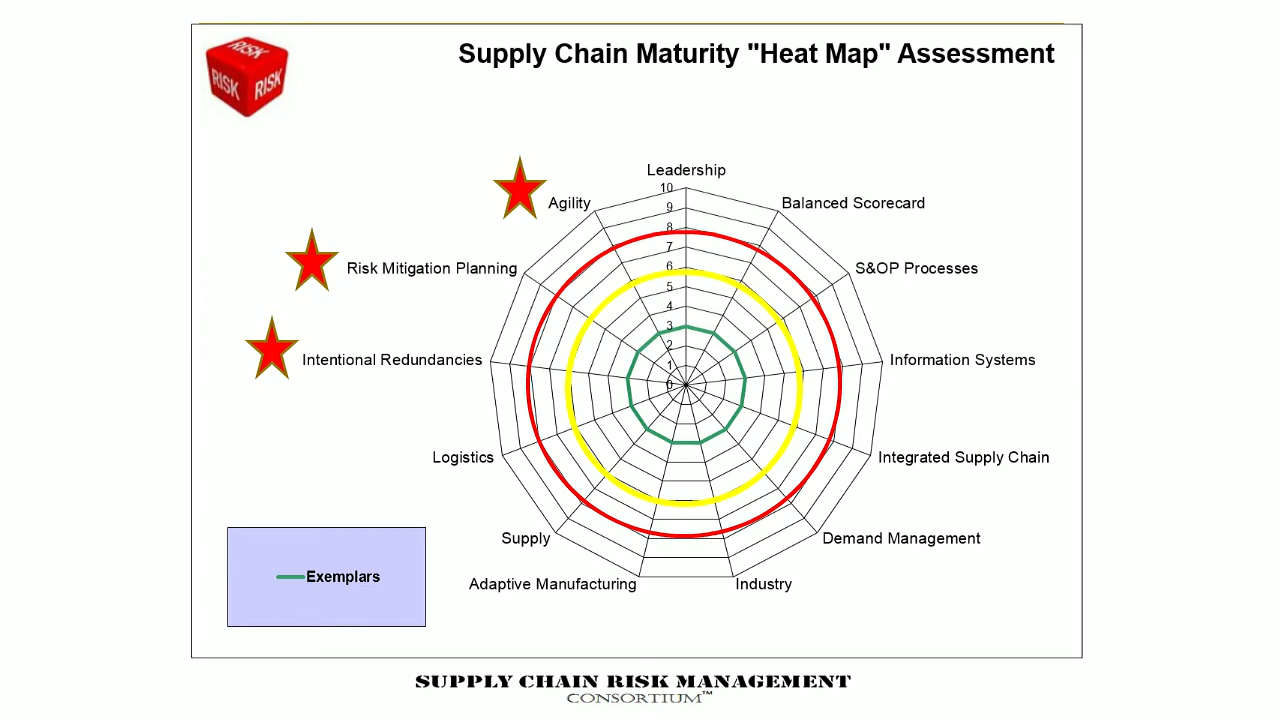 RISK
RISK
RISK
Supply Chain Maturity "Heat Map" Assessment
Leadership
Agility
Balanced Scorecard
Risk Mitigation Planning
S&OP Processes
Intentional Redundancies
Information Systems
Logistics
Integrated Supply Chain
Supply
Demand Management
Adaptive Manufacturing
Industry
10
9
8
7
6
5
4
3
2
1
0
Exemplars
SUPPLY CHAIN RISK MANAGEMENT
CONSORTIUM™